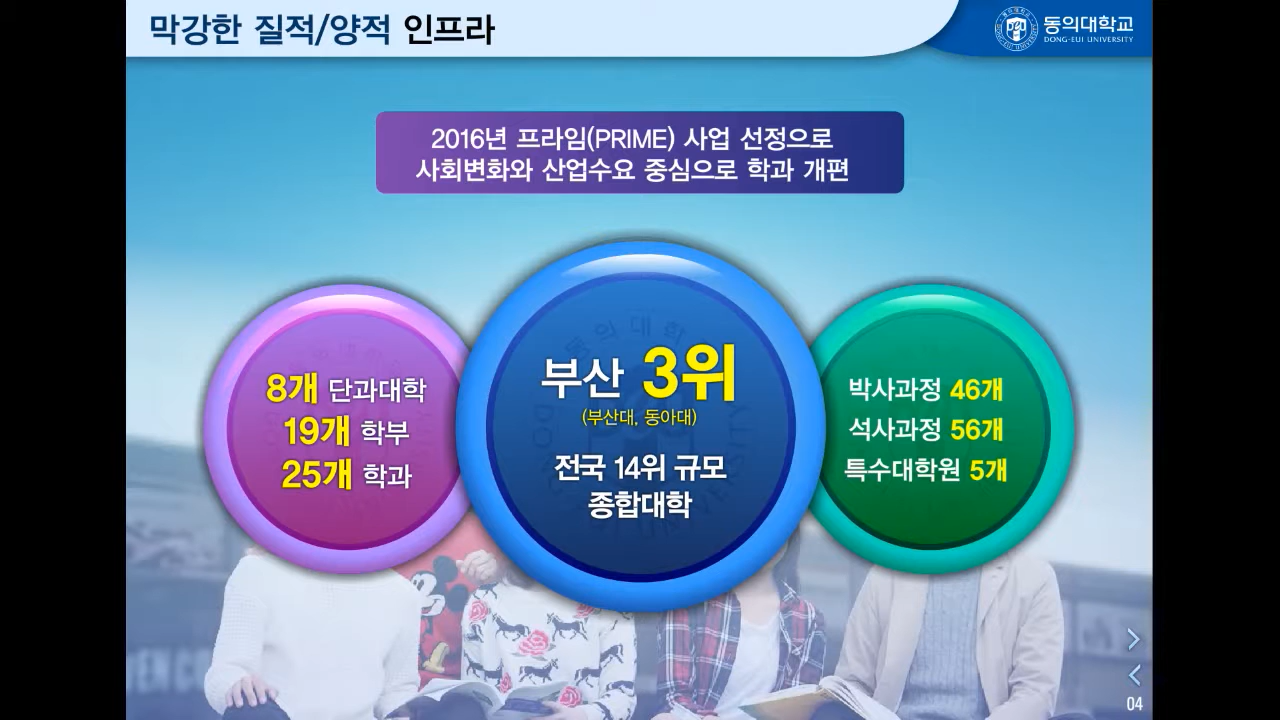 막강한 질적/양적 인프라
동의대학교
DONG-EUI UNIVERSITY
2016년 프라임(PRIME) 사업 선정으로
사회변화와 산업수요 중심으로 학과 개편
8개 단과대학
19개 학부
25개 학과
부산 3위
(부산대, 동아대)
전국 14위 규모
종합대학
박사과정 46개
석사과정 56개
특수대학원 5개
04